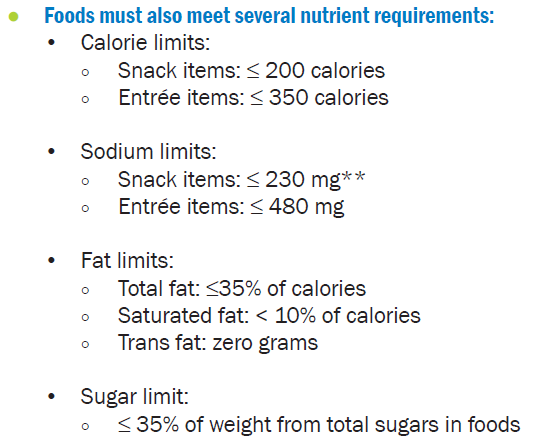 ● Foods must also meet several nutrient requirements:
• Calorie limits:
○ Snack items: ≤ 200 calories
○ Entrée items: ≤ 350 calories
• Sodium limits:
○ Snack items: ≤ 230 mg**
○ Entrée items: ≤ 480 mg
• Fat limits:
○ Total fat: ≤35% of calories
○ Saturated fat: < 10% of calories
○ Trans fat: zero grams
• Sugar limit:
○ ≤ 35% of weight from total sugars in foods